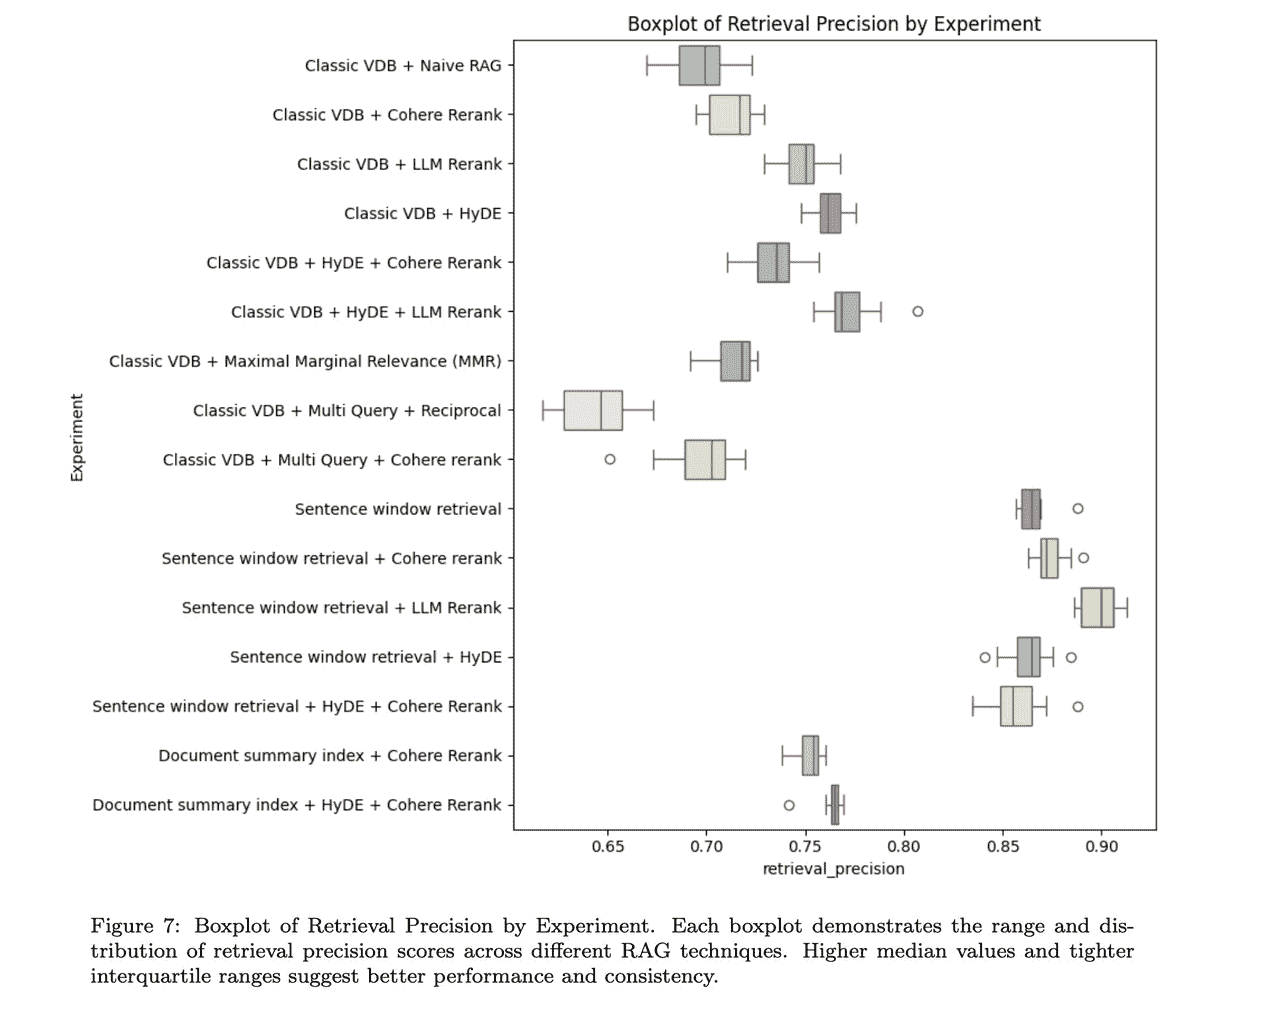 Boxplot of Retrieval Precision by Experiment
Experiment
Classic VDB + Naive RAG
Classic VDB + Cohere Rerank
Classic VDB + LLM Rerank
Classic VDB + HyDE
Classic VDB + HyDE + Cohere Rerank
Classic VDB + HyDE + LLM Rerank
Classic VDB + Maximal Marginal Relevance (MMR)
Classic VDB + Multi Query + Reciprocal
Classic VDB + Multi Query + Cohere rerank
Sentence window retrieval
Sentence window retrieval + Cohere rerank
Sentence window retrieval + LLM Rerank
Sentence window retrieval + HyDE
Sentence window retrieval + HyDE + Cohere Rerank
Document summary index + Cohere Rerank
Document summary index + HyDE + Cohere Rerank
0.65 0.70 0.75 0.80 0.85 0.90
retrieval_precision
Figure 7: Boxplot of Retrieval Precision by Experiment. Each boxplot demonstrates the range and dis-
tribution of retrieval precision scores across different RAG techniques. Higher median values and tighter
interquartile ranges suggest better performance and consistency.